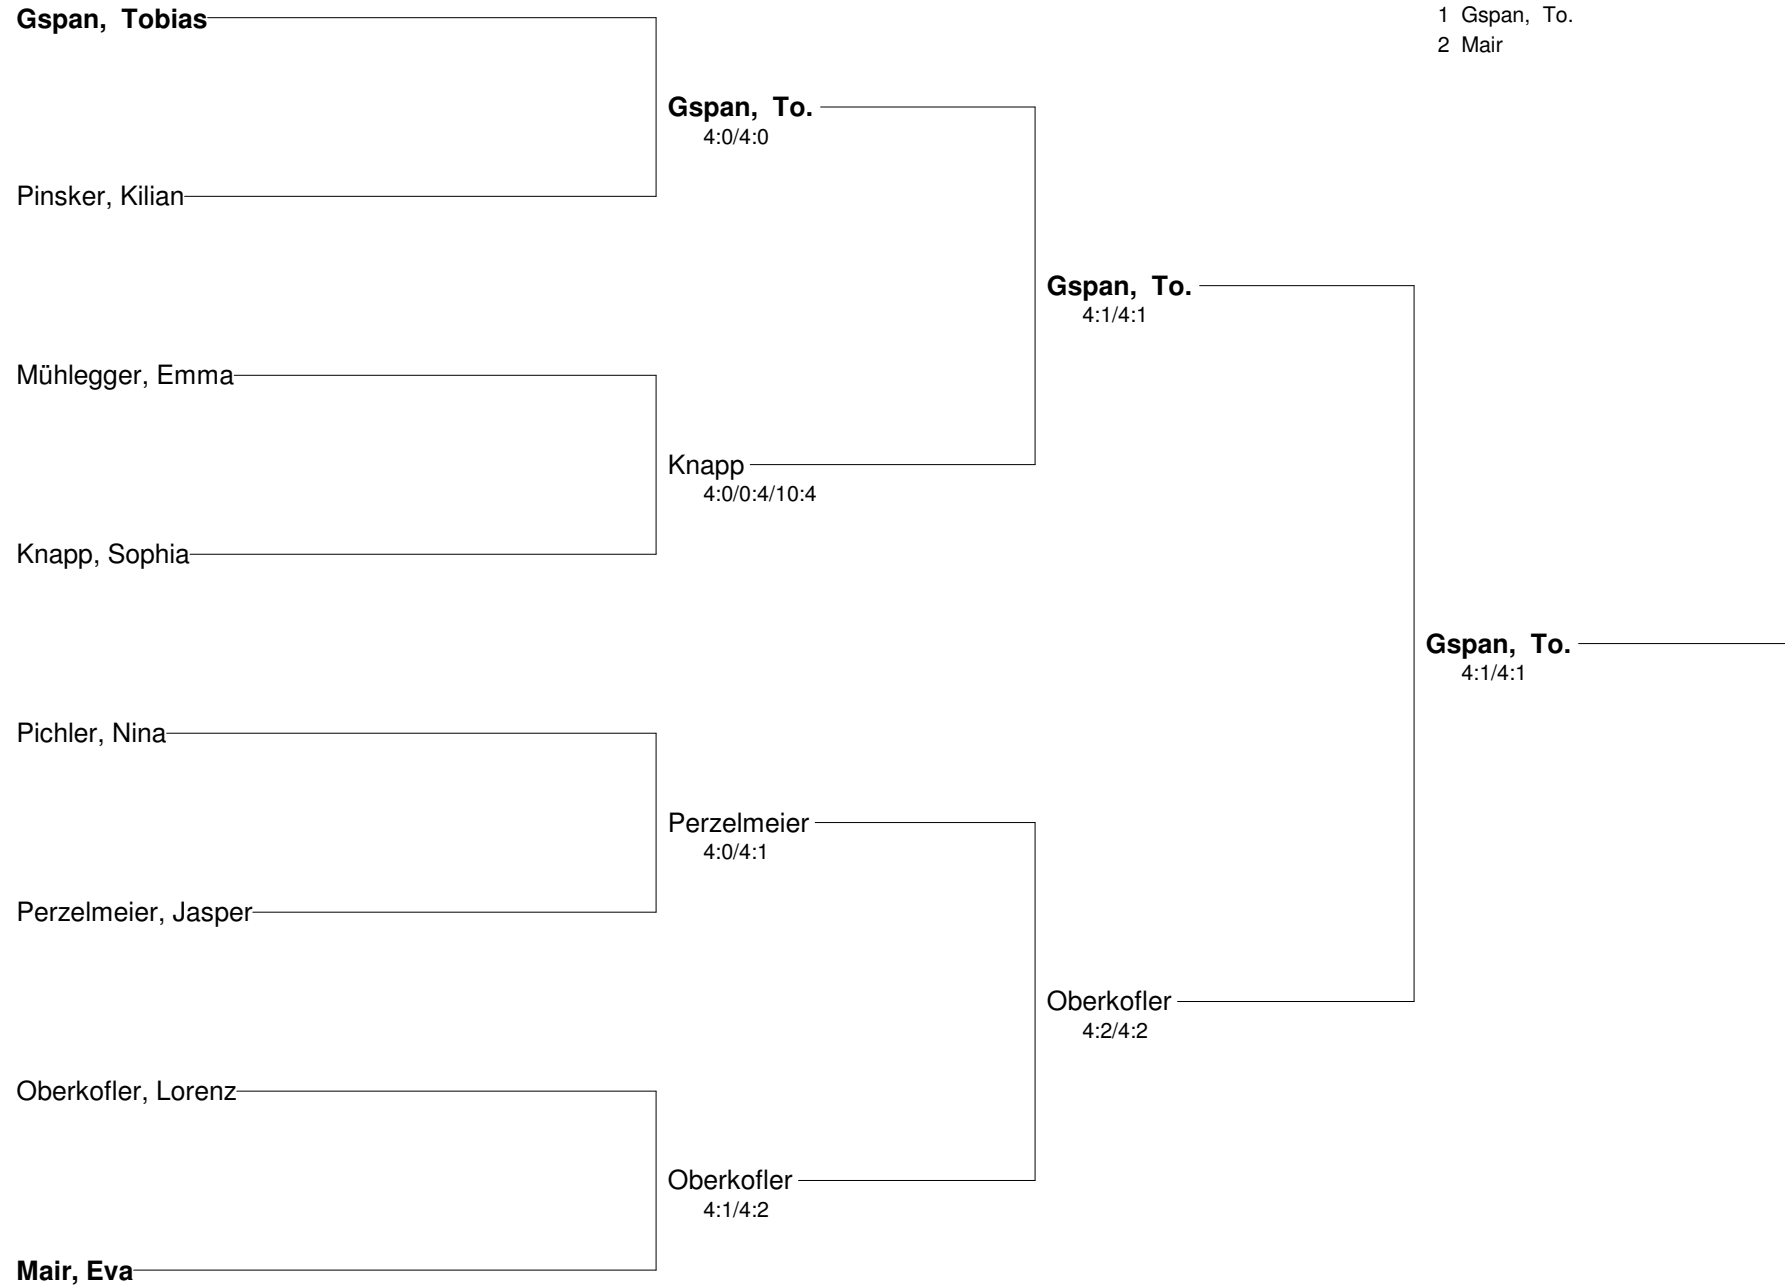 Gspan, Tobias
1 Gspan, To.
2 Mair
Gspan, To.
4:0/4:0
Pinsker, Kilian
Gspan, To.
4:1/4:1
Mühlegger, Emma
Knapp
4:0/0:4/10:4
Knapp, Sophia
Gspan, To.
4:1/4:1
Pichler, Nina
Perzelmeier
4:0/4:1
Perzelmeier, Jasper
Oberkofler
4:2/4:2
Oberkofler, Lorenz
Oberkofler
4:1/4:2
Mair, Eva